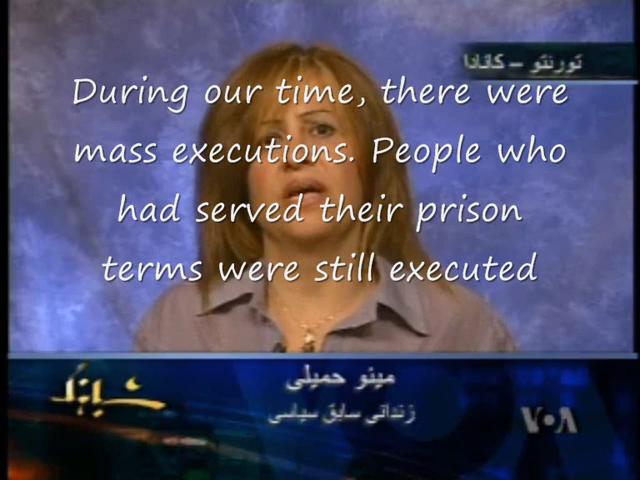 تورنتو – کانادا
During our time, there were
mass executions. People who
had served their prison
terms were still executed
مینو حمیلی
زندانی سابق سیاسی
شباهنگ
VOA